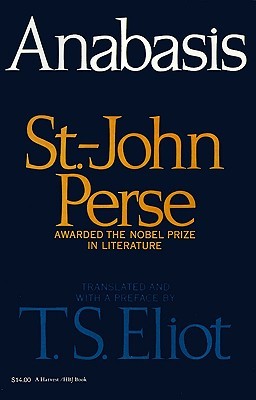 Anabasis
St.-John
Perse
AWARDED THE NOBEL PRIZE
IN LITERATURE
TRANSLATED AND
WITH A PREFACE BY
T. S. Eliot
$14.00 A Harvest/HBJ Book